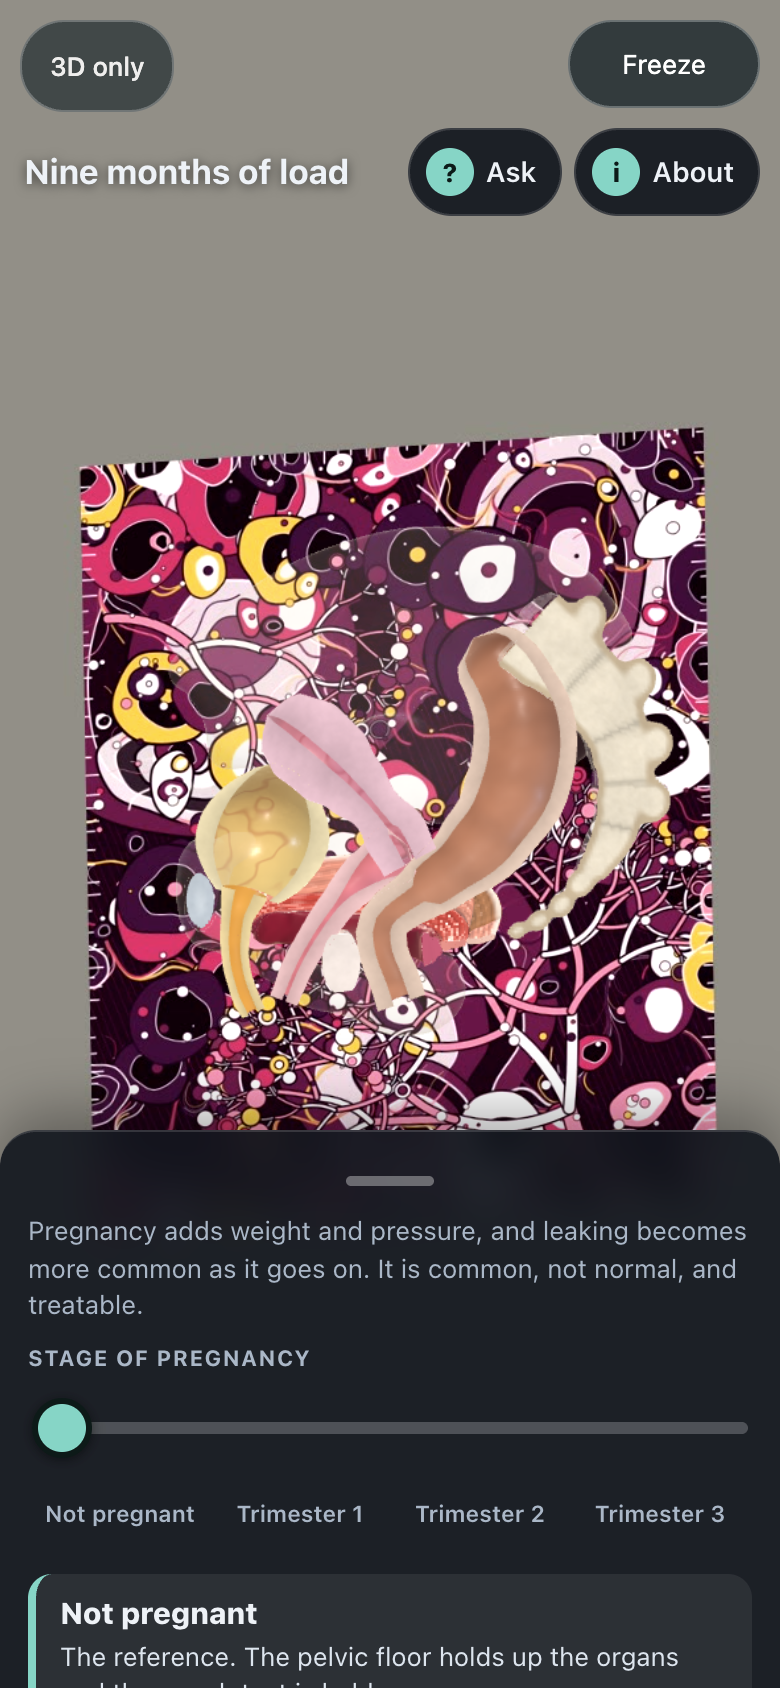 3D only
Freeze
Nine months of load
? Ask
i About
Pregnancy adds weight and pressure, and leaking becomes
more common as it goes on. It is common, not normal, and
treatable.
STAGE OF PREGNANCY
Not pregnant
Trimester 1
Trimester 2
Trimester 3
Not pregnant
The reference. The pelvic floor holds up the organs